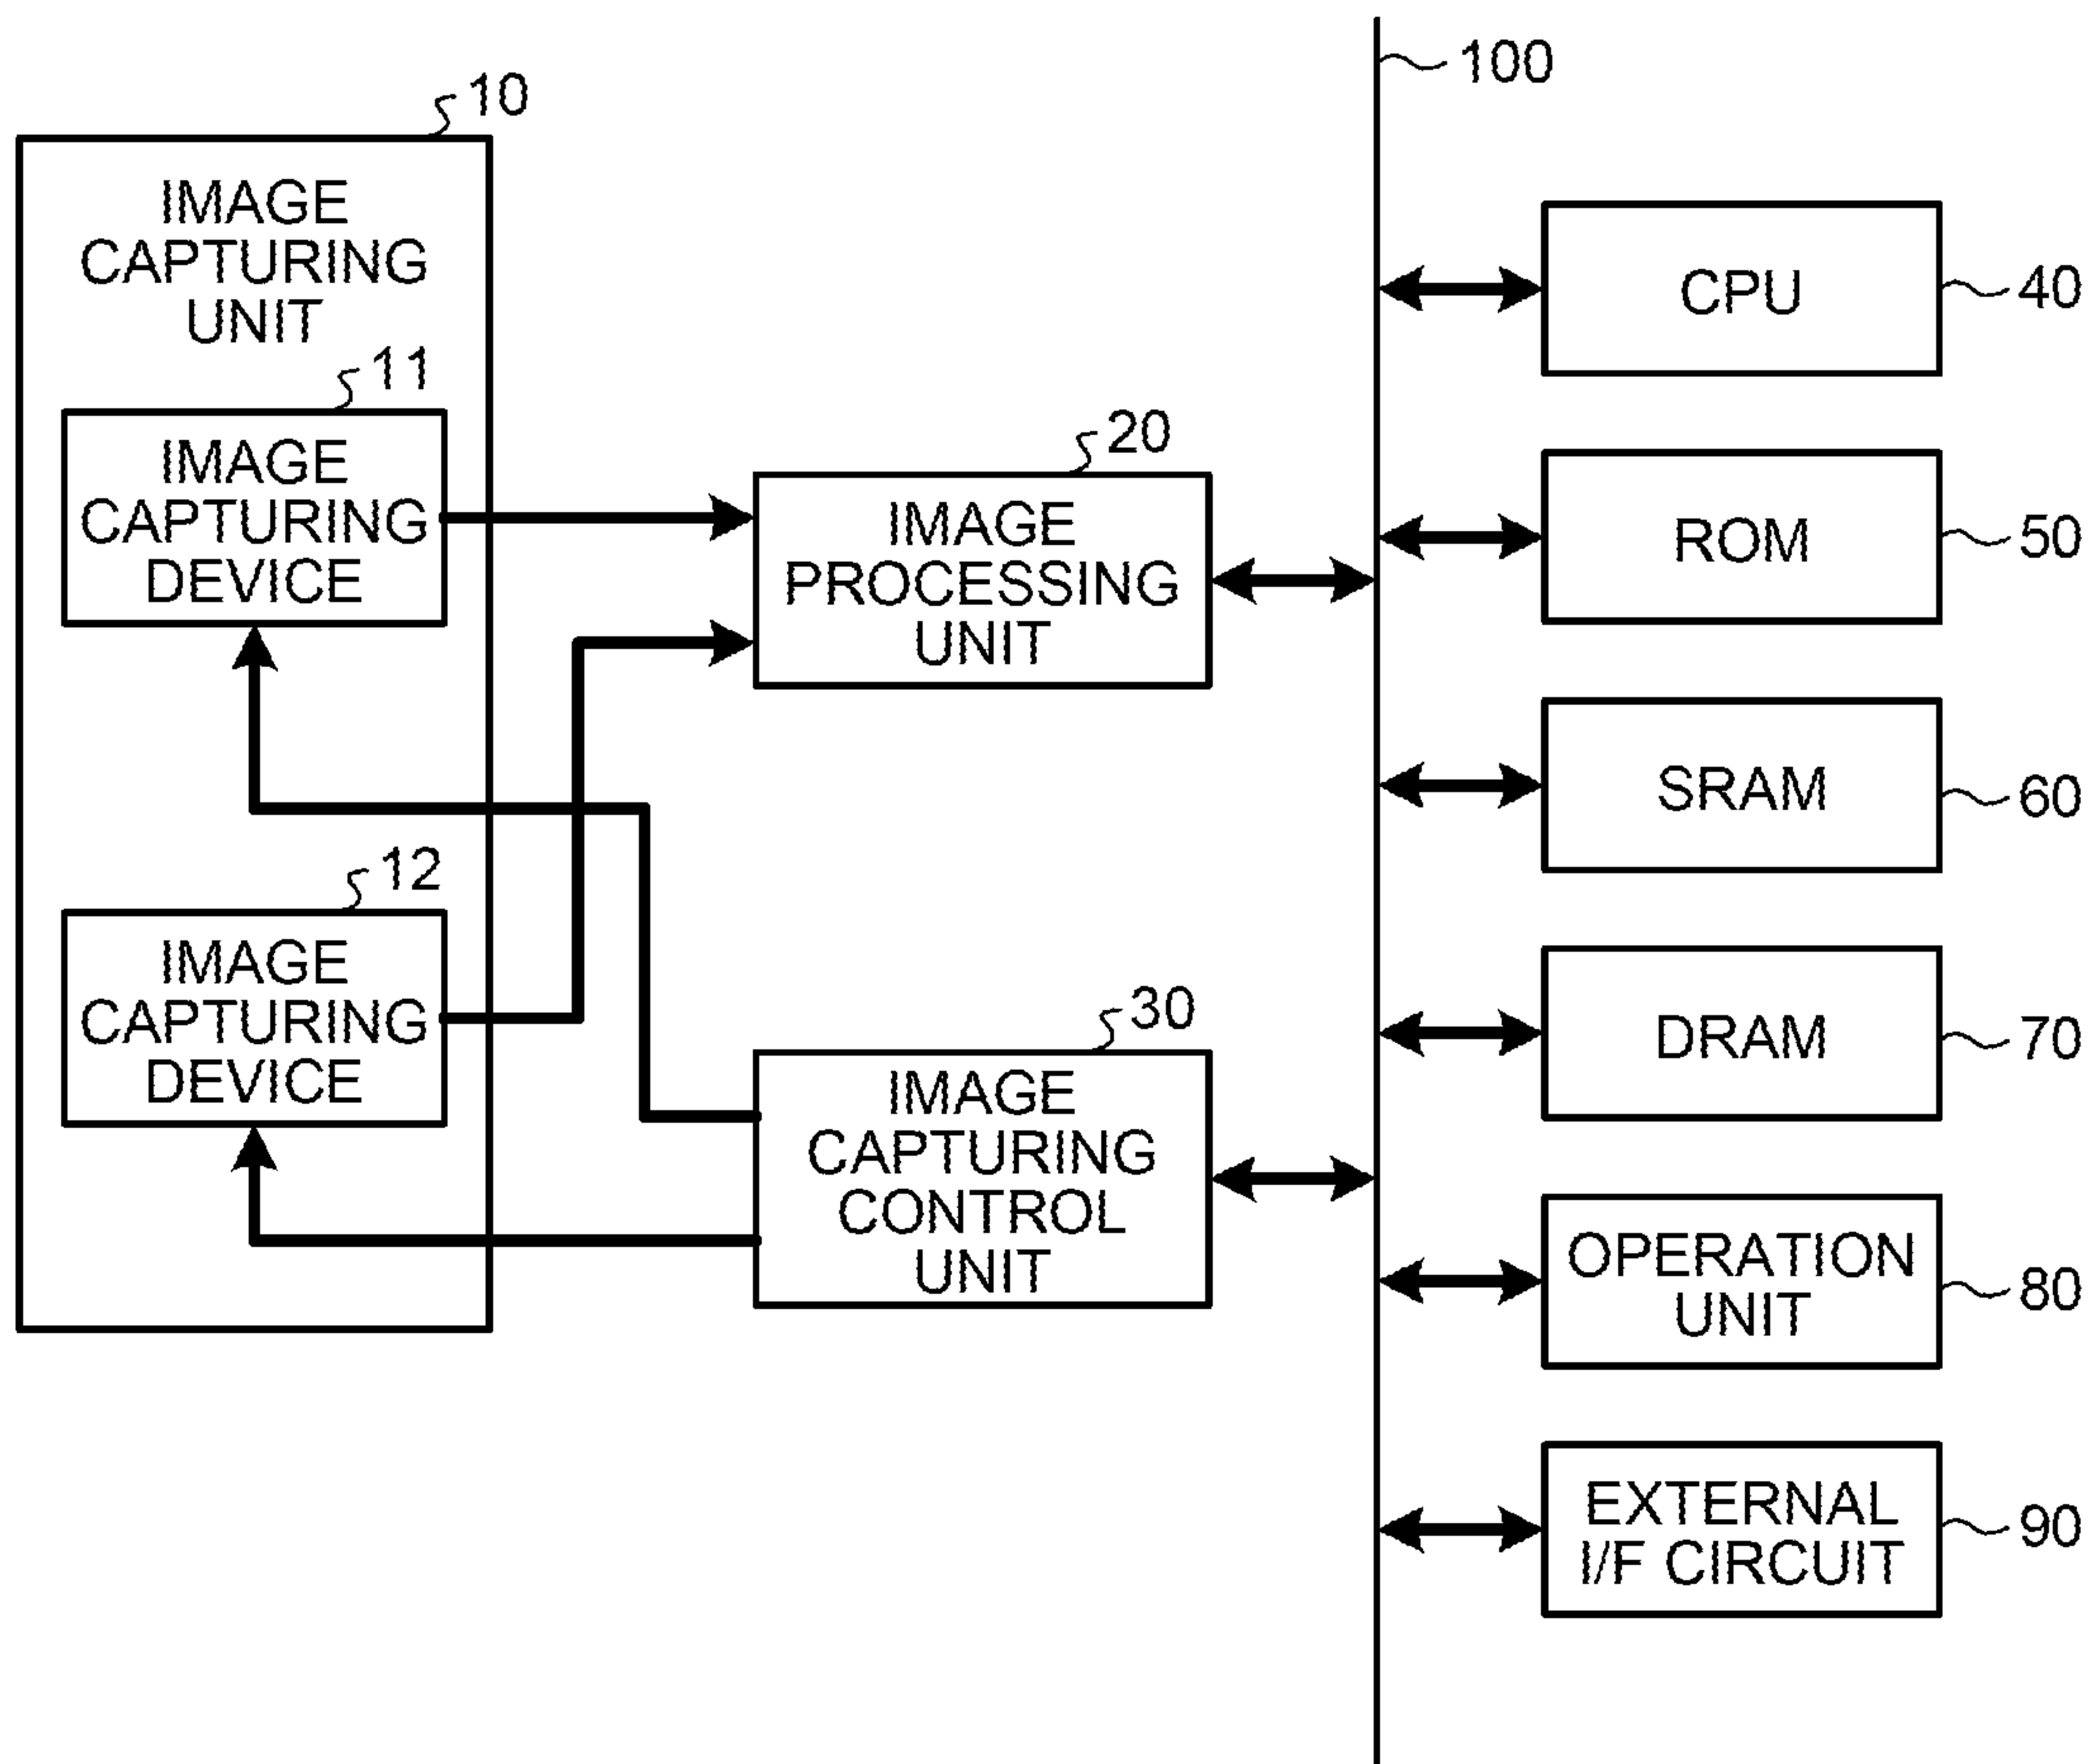 100
10
IMAGE
CAPTURING
UNIT
11
IMAGE
CAPTURING
DEVICE
12
IMAGE
CAPTURING
DEVICE
20
IMAGE
PROCESSING
UNIT
30
IMAGE
CAPTURING
CONTROL
UNIT
CPU
40
ROM
50
SRAM
60
DRAM
70
OPERATION
UNIT
80
EXTERNAL
I/F CIRCUIT
90